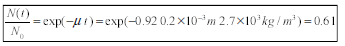 N(t)/N₀ = exp(−μ t) = exp(−0.92 0.2×10⁻³ m 2.7×10³ kg / m³) = 0.61